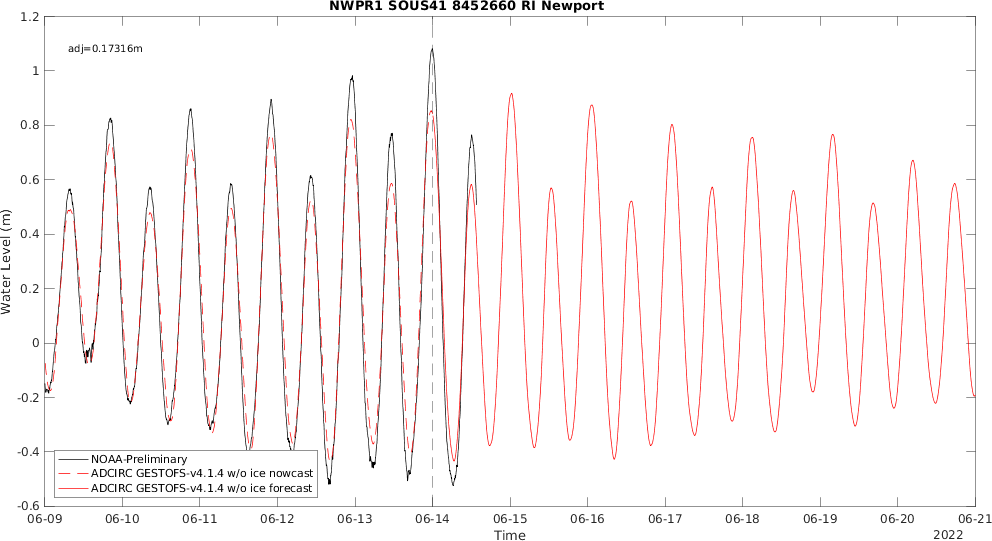 NWPR1 SOUS41 8452660 RI Newport
adj=0.17316m
1.2
1
0.8
0.6
0.4
0.2
0
-0.2
-0.4
-0.6
Water Level (m)
NOAA-Preliminary
ADCIRC GESTOFS-v4.1.4 w/o ice nowcast
ADCIRC GESTOFS-v4.1.4 w/o ice forecast
06-09 06-10 06-11 06-12 06-13 06-14 06-15 06-16 06-17 06-18 06-19 06-20 06-21
Time
2022